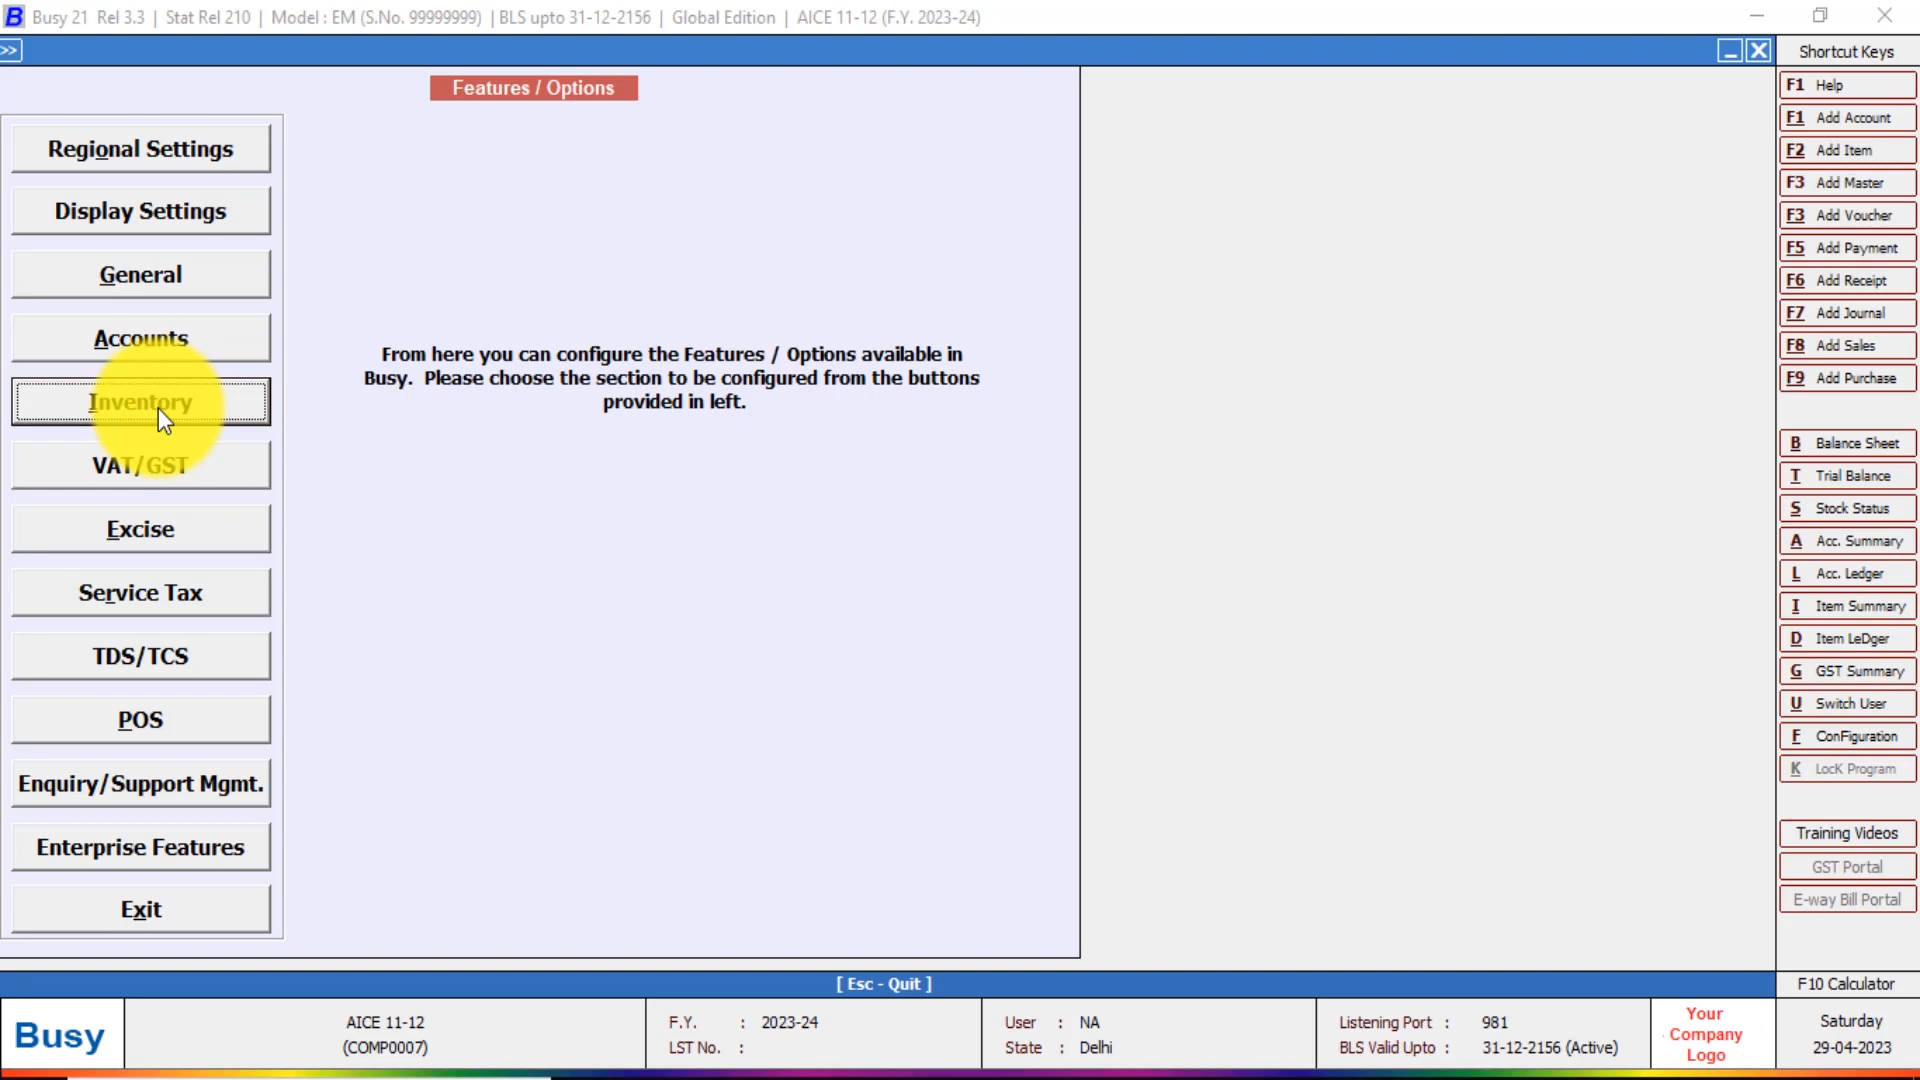 B Busy 21 Rel 3.3 | Stat Rel 210 | Model : EM (S.No. 99999999) | BLS upto 31-12-2156 | Global Edition | AICE 11-12 (F.Y. 2023-24)
>>
Shortcut Keys
Features / Options
Regional Settings
Display Settings
General
Accounts
Inventory
VAT/GST
Excise
Service Tax
TDS/TCS
POS
Enquiry/Support Mgmt.
Enterprise Features
Exit
From here you can configure the Features / Options available in
Busy. Please choose the section to be configured from the buttons
provided in left.
F1 Help
F1 Add Account
F2 Add Item
F3 Add Master
F3 Add Voucher
F5 Add Payment
F6 Add Receipt
F7 Add Journal
F8 Add Sales
F9 Add Purchase
B Balance Sheet
T Trial Balance
S Stock Status
A Acc. Summary
L Acc. Ledger
I Item Summary
D Item LeDger
G GST Summary
U Switch User
F ConFiguration
K LocK Program
Training Videos
GST Portal
E-way Bill Portal
[ Esc - Quit ]
F10 Calculator
Busy
AICE 11-12
(COMP0007)
F.Y. : 2023-24
LST No. :
User : NA
State : Delhi
Listening Port : 981
BLS Valid Upto : 31-12-2156 (Active)
Your
Company
Logo
Saturday
29-04-2023